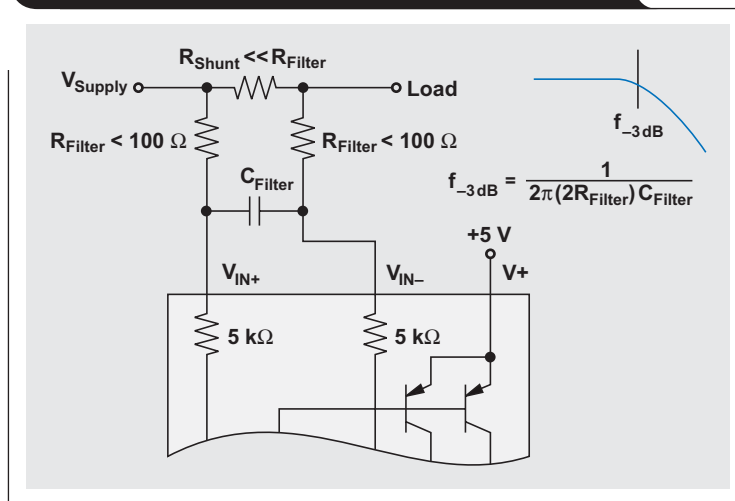 R_Shunt << R_Filter
V_Supply
Load
R_Filter < 100 Ω
R_Filter < 100 Ω
C_Filter
f_–3 dB
f_–3 dB = 1 / 2π(2R_Filter) C_Filter
+5 V
V_IN+
V_IN–
V+
5 kΩ
5 kΩ